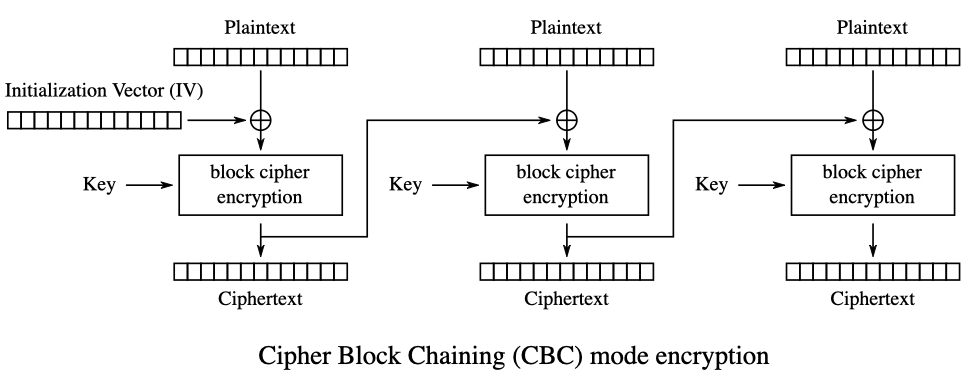 Plaintext
Plaintext
Plaintext
Initialization Vector (IV)
Key
block cipher
encryption
Key
block cipher
encryption
Key
block cipher
encryption
Ciphertext
Ciphertext
Ciphertext
Cipher Block Chaining (CBC) mode encryption